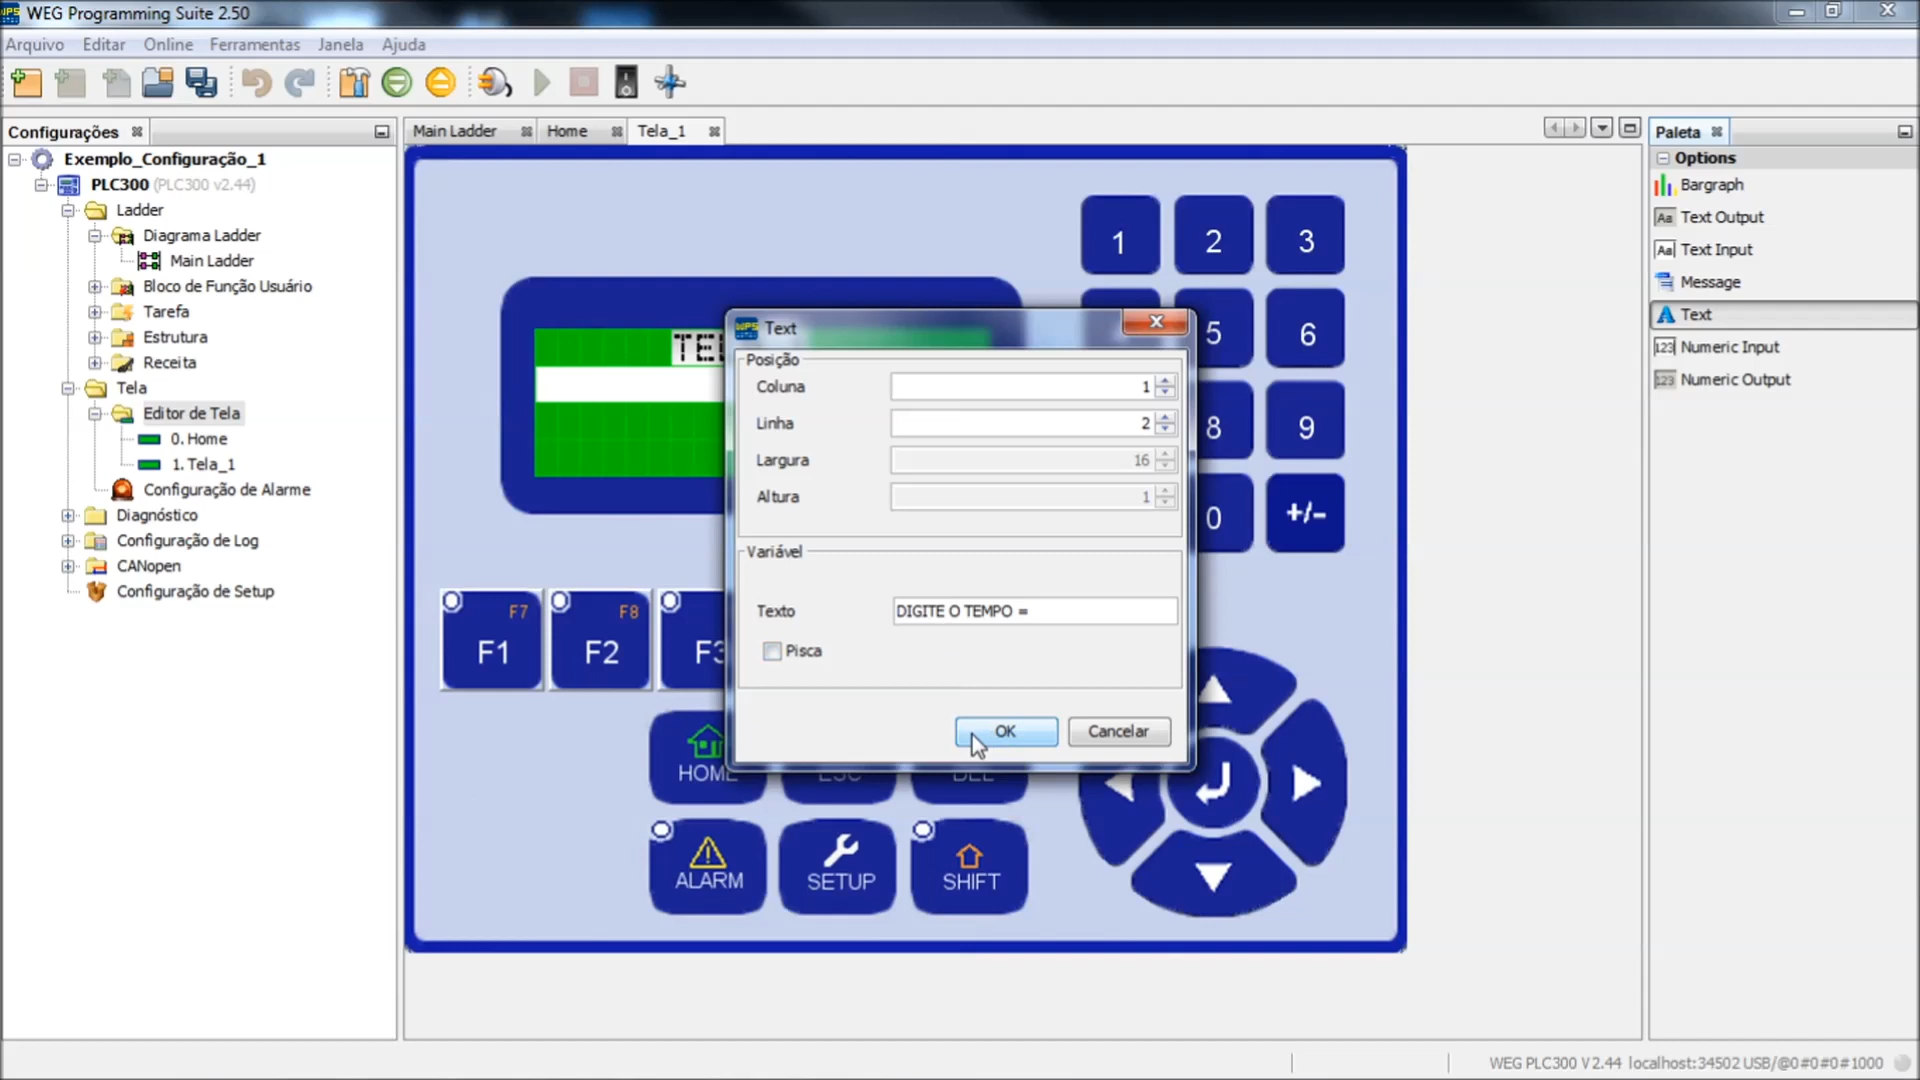 WEG Programming Suite 2.50
Arquivo Editar Online Ferramentas Janela Ajuda
Configurações
Exemplo_Configuração_1
PLC300 (PLC300 v2.44)
Ladder
Diagrama Ladder
Main Ladder
Bloco de Função Usuário
Tarefa
Estrutura
Receita
Tela
Editor de Tela
0. Home
1. Tela_1
Configuração de Alarme
Diagnóstico
Configuração de Log
CANopen
Configuração de Setup
Main Ladder Home Tela_1
1 2 3
5 6
8 9
0 +/-
F7 F8
F1 F2
HOME ESC DEL
ALARM SETUP SHIFT
Text
Posição
Coluna 1
Linha 2
Largura 16
Altura 1
Variável
Texto DIGITE O TEMPO =
Pisca
OK Cancelar
Paleta
Options
Bargraph
Text Output
Text Input
Message
Text
Numeric Input
Numeric Output
WEG PLC300 V2.44 localhost:34502 USB/@0#0#0#1000